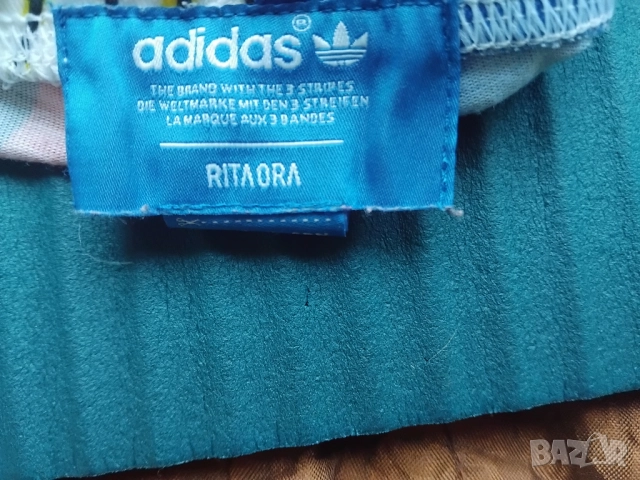 adidas ®
THE BRAND WITH THE 3 STRIPES
DIE WELTMARKE MIT DEN 3 STREIFEN
LA MARQUE AUX 3 BANDES
RITA ORA
BAZAR